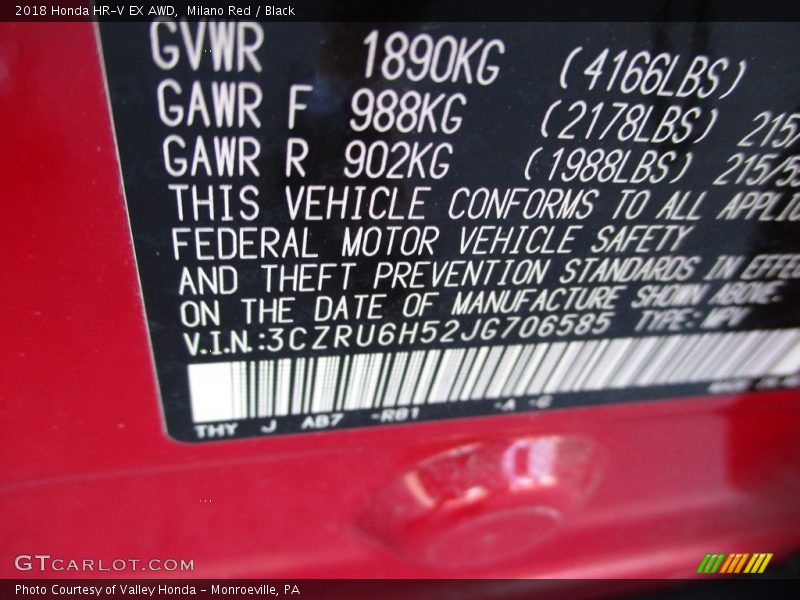 2018 Honda HR-V EX AWD,  Milano Red / Black
GVWR 1890KG (4166LBS)
GAWR F 988KG (2178LBS) 215/
GAWR R 902KG (1988LBS) 215/55
THIS VEHICLE CONFORMS TO ALL APPLIC
FEDERAL MOTOR VEHICLE SAFETY
AND THEFT PREVENTION STANDARDS IN EFFE
ON THE DATE OF MANUFACTURE SHOWN ABOVE.
V.I.N.:3CZRU6H52JG706585 TYPE:MPV
THY J AB7 -R81 -A -C
GTCARLOT.COM
Photo Courtesy of Valley Honda - Monroeville, PA